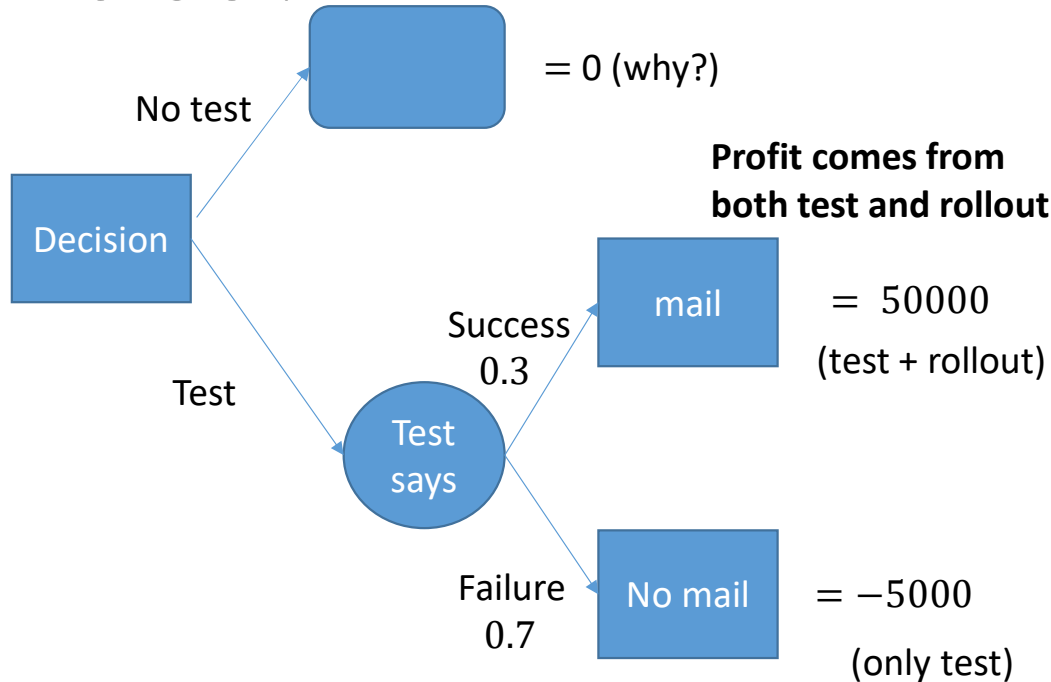 = 0 (why?)
No test
Profit comes from
both test and rollout
Decision
mail
= 50000
(test + rollout)
Success
0.3
Test
Test
says
Failure
0.7
No mail
= −5000
(only test)